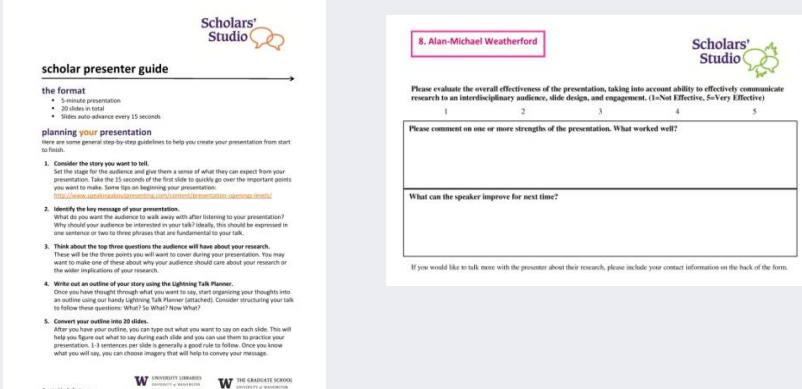 Scholars'
Studio
scholar presenter guide
the format
• 5-minute presentation
• 20 slides in total
• Slides auto-advance every 15 seconds
planning your presentation
Here are some general step-by-step guidelines to help you create your presentation from start
to finish.
1. Consider the story you want to tell.
Set the stage for the audience and give them a sense of what they can expect from your
presentation. Take the 15 seconds of the first slide to quickly go over the important points
you want to make. Some tips on beginning your presentation:
2. Identify the key message of your presentation.
What do you want the audience to walk away with after listening to your presentation?
Why should your audience be interested in your talk? Ideally, this should be expressed in
one sentence or two to three phrases that are fundamental to your talk.
3. Think about the top three questions the audience will have about your research.
These will be the three points you will want to cover during your presentation. You may
want to make one of these about why your audience should care about your research or
the wider implications of your research.
4. Write out an outline of your story using the Lightning Talk Planner.
Once you have thought through what you want to say, start organizing your thoughts into
an outline using our handy Lightning Talk Planner (attached). Consider structuring your talk
to follow these questions: What? So What? Now What?
5. Convert your outline into 20 slides.
After you have your outline, you can type out what you want to say on each slide. This will
help you figure out what to say during each slide and you can use them to practice your
presentation. 1-3 sentences per slide is generally a good rule to follow. Once you know
what you will say, you can choose imagery that will help to convey your message.
W UNIVERSITY LIBRARIES
UNIVERSITY of WASHINGTON
W THE GRADUATE SCHOOL
UNIVERSITY of WASHINGTON
8. Alan-Michael Weatherford
Scholars'
Studio
Please evaluate the overall effectiveness of the presentation, taking into account ability to effectively communicate
research to an interdisciplinary audience, slide design, and engagement. (1=Not Effective, 5=Very Effective)
1 2 3 4 5
Please comment on one or more strengths of the presentation. What worked well?
What can the speaker improve for next time?
If you would like to talk more with the presenter about their research, please include your contact information on the back of the form.